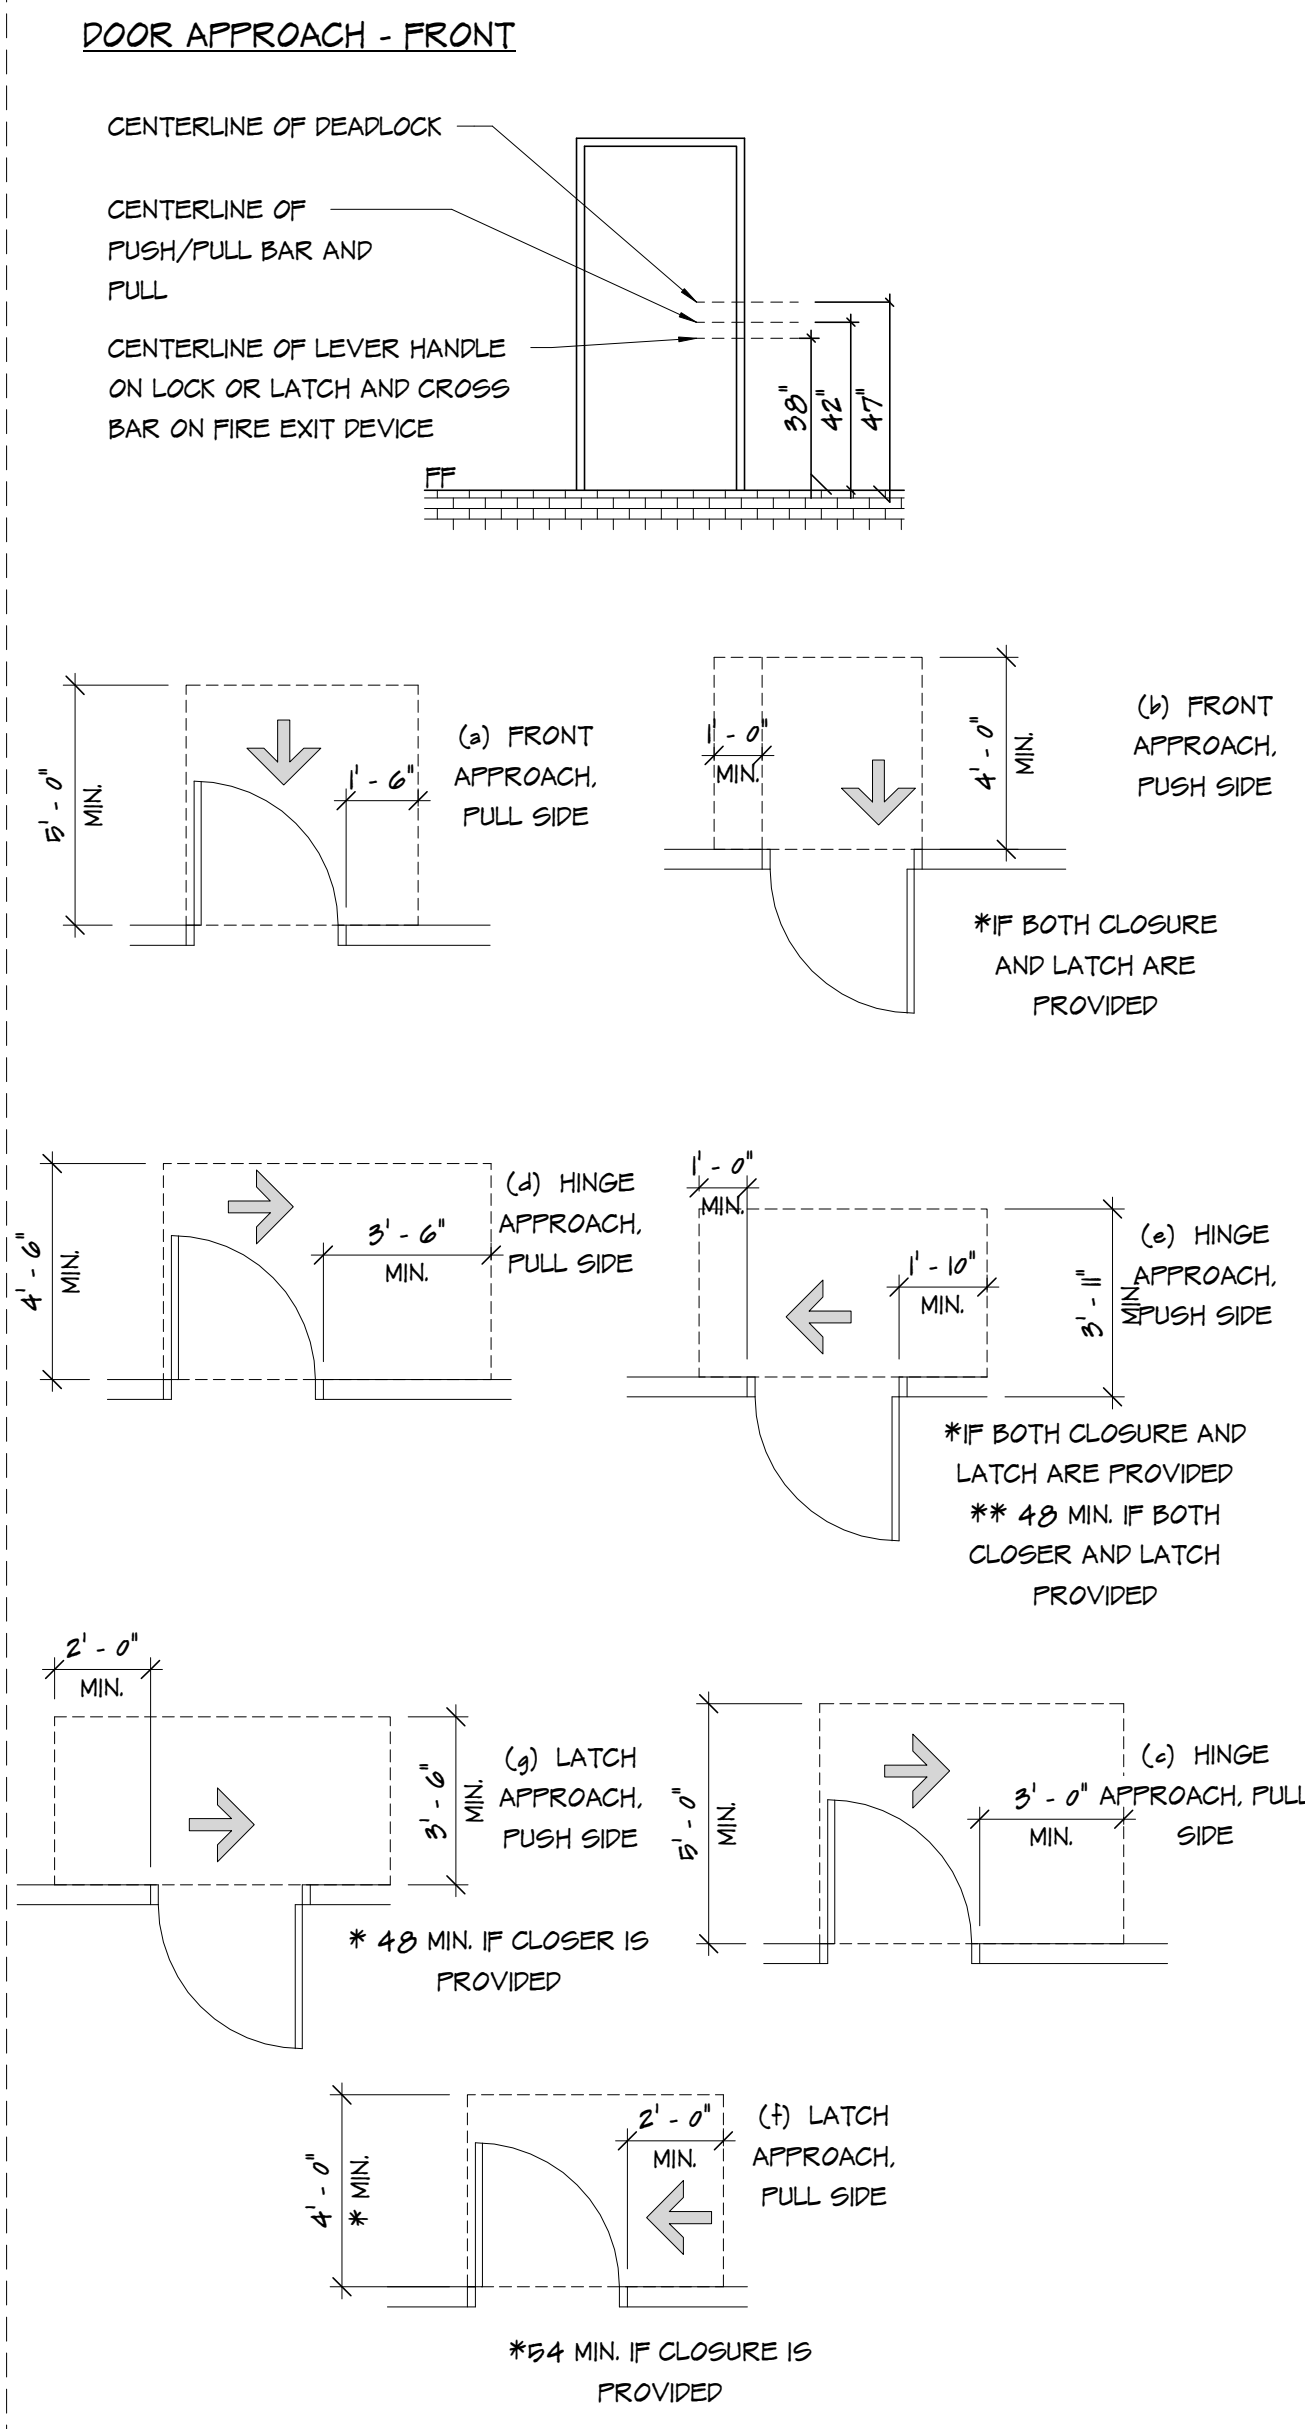 DOOR APPROACH - FRONT
CENTERLINE OF DEADLOCK
CENTERLINE OF
PUSH/PULL BAR AND
PULL
CENTERLINE OF LEVER HANDLE
ON LOCK OR LATCH AND CROSS
BAR ON FIRE EXIT DEVICE
38"
42"
47"
FF
5' - 0"
MIN.
1' - 6"
(a) FRONT
APPROACH,
PULL SIDE
1' - 0"
MIN.
4' - 0"
MIN.
(b) FRONT
APPROACH,
PUSH SIDE
*IF BOTH CLOSURE
AND LATCH ARE
PROVIDED
4' - 6"
MIN.
3' - 6"
MIN.
(d) HINGE
APPROACH,
PULL SIDE
1' - 0"
MIN.
1' - 10"
MIN.
3' - 11"
MIN.
(e) HINGE
APPROACH,
PUSH SIDE
*IF BOTH CLOSURE AND
LATCH ARE PROVIDED
** 48 MIN. IF BOTH
CLOSER AND LATCH
PROVIDED
2' - 0"
MIN.
3' - 6"
MIN.
(g) LATCH
APPROACH,
PUSH SIDE
* 48 MIN. IF CLOSER IS
PROVIDED
5' - 0"
MIN.
3' - 0"
MIN.
(c) HINGE
APPROACH, PULL
SIDE
4' - 0"
* MIN.
2' - 0"
MIN.
(f) LATCH
APPROACH,
PULL SIDE
*54 MIN. IF CLOSURE IS
PROVIDED